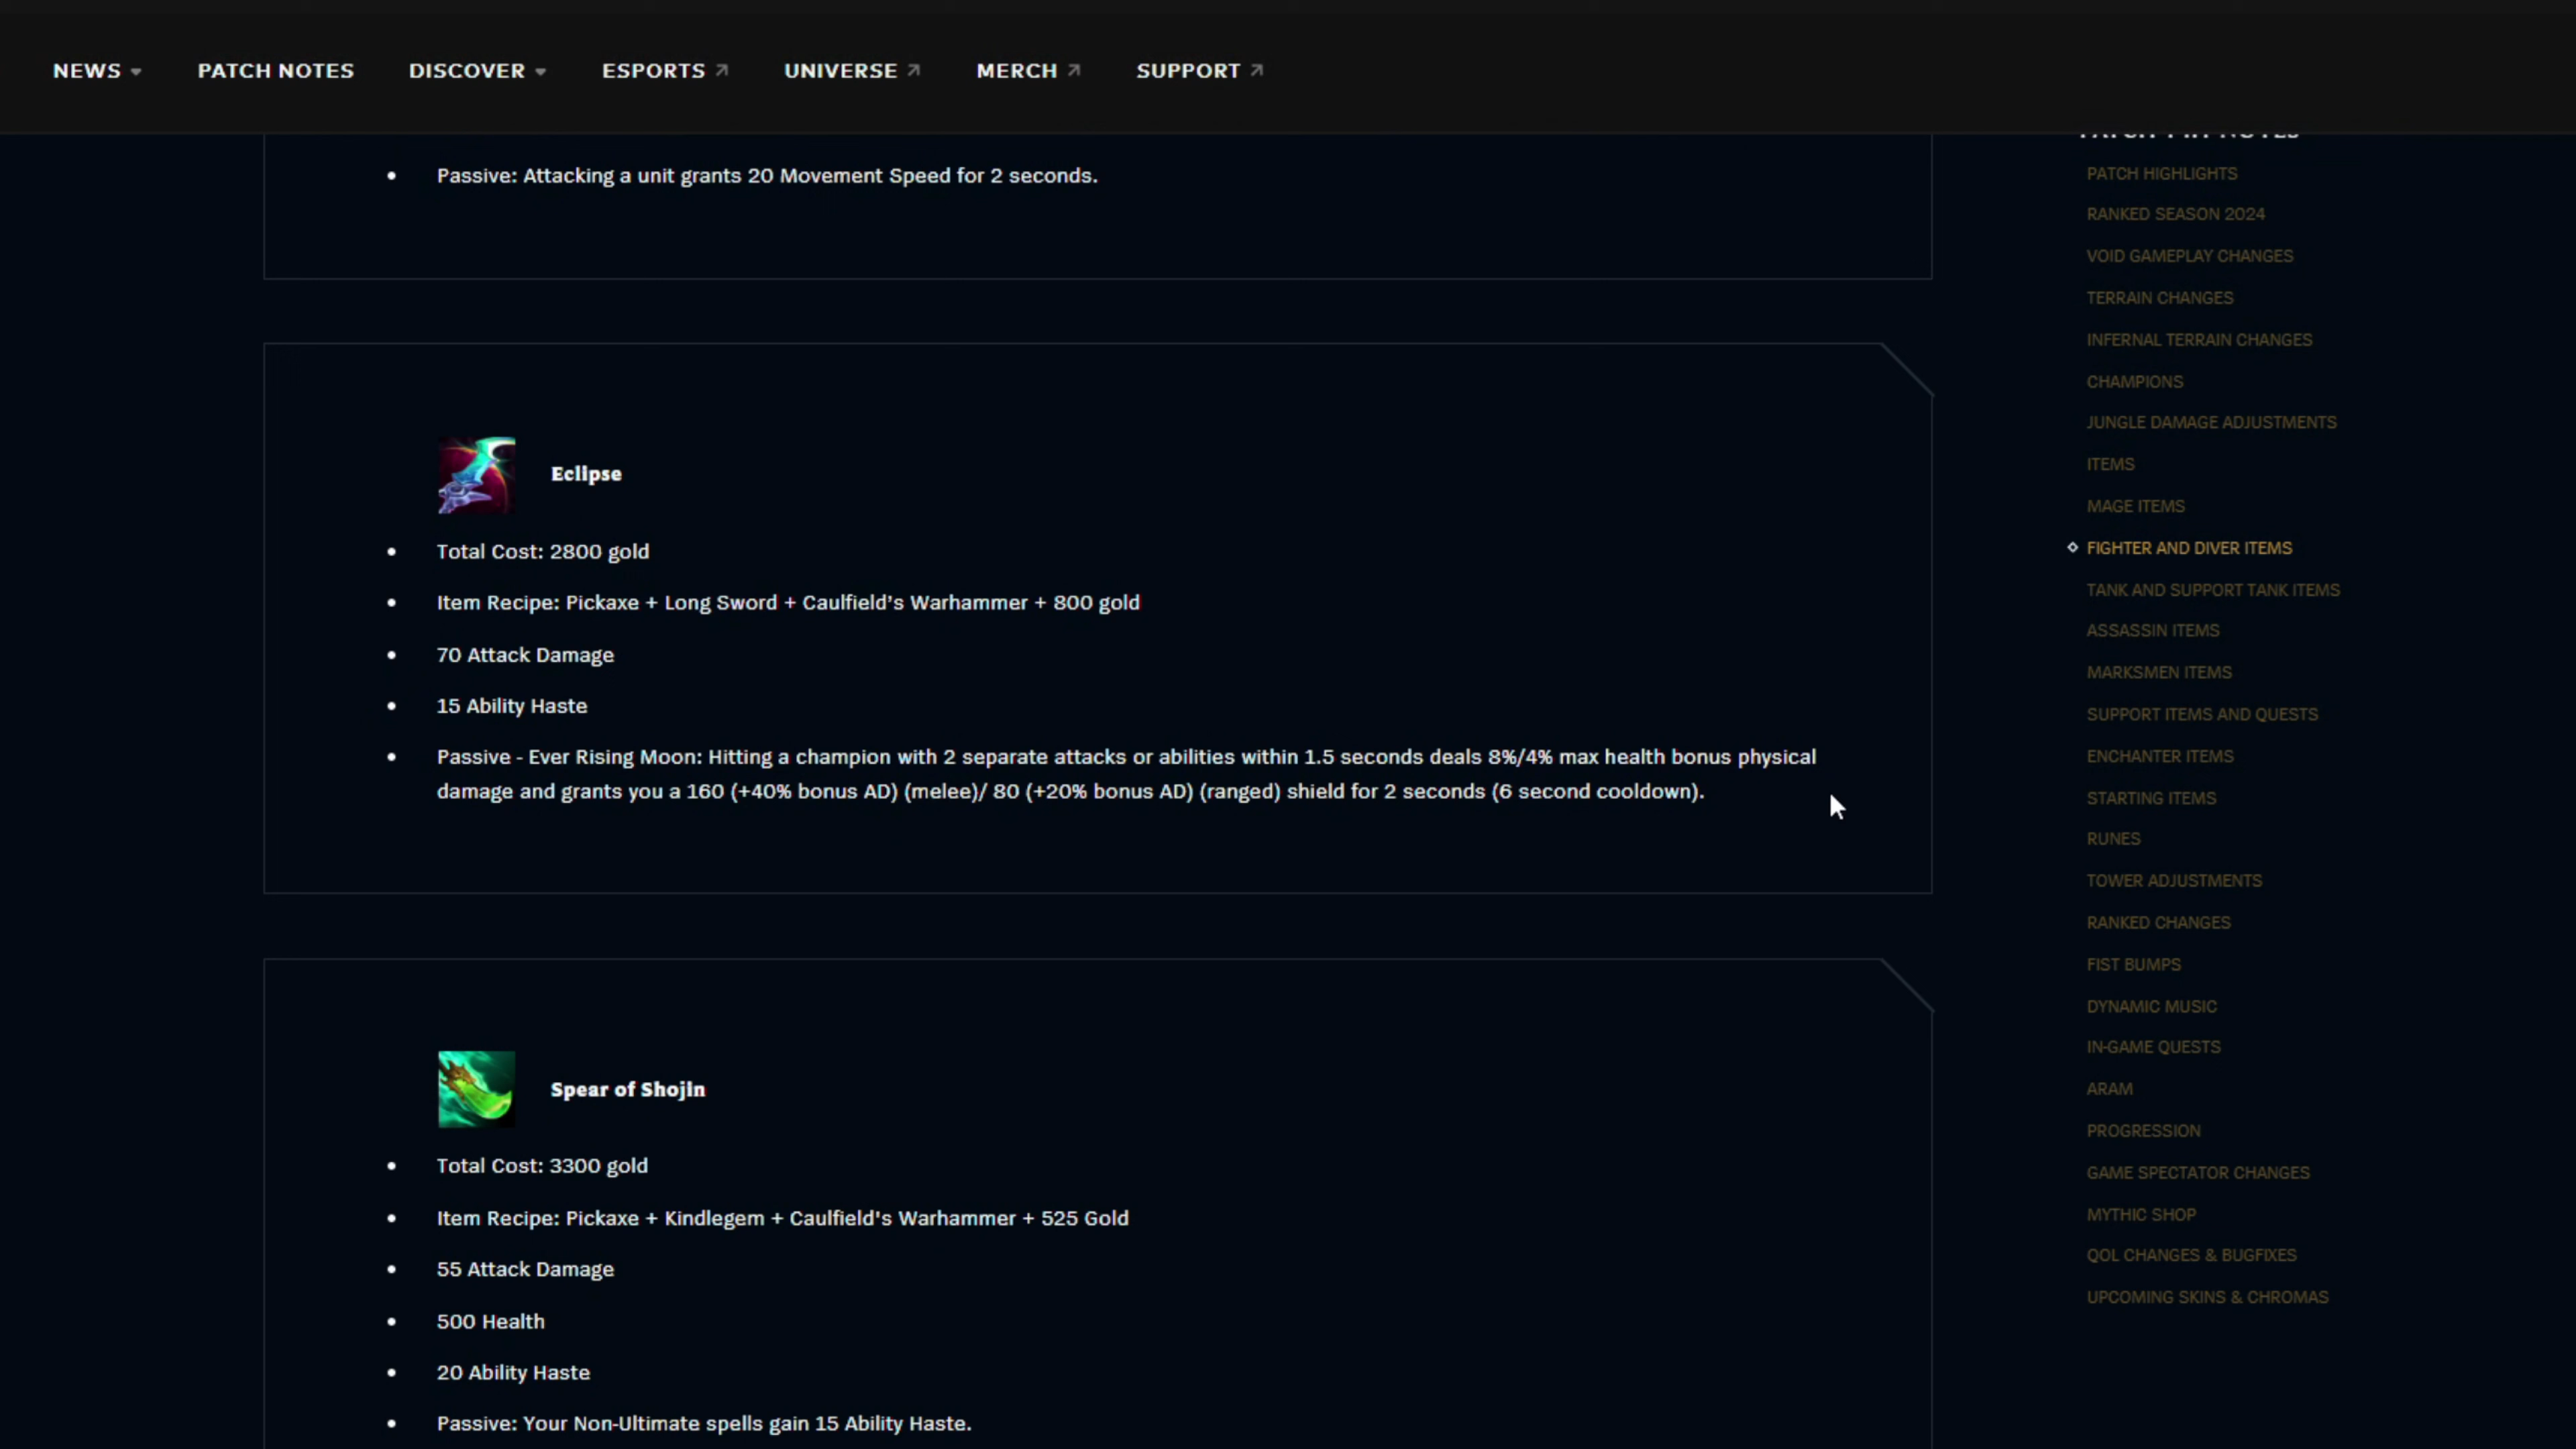 NEWS PATCH NOTES DISCOVER ESPORTS UNIVERSE MERCH SUPPORT
Passive: Attacking a unit grants 20 Movement Speed for 2 seconds.
Eclipse
Total Cost: 2800 gold
Item Recipe: Pickaxe + Long Sword + Caulfield's Warhammer + 800 gold
70 Attack Damage
15 Ability Haste
Passive - Ever Rising Moon: Hitting a champion with 2 separate attacks or abilities within 1.5 seconds deals 8%/4% max health bonus physical
damage and grants you a 160 (+40% bonus AD) (melee)/ 80 (+20% bonus AD) (ranged) shield for 2 seconds (6 second cooldown).
Spear of Shojin
Total Cost: 3300 gold
Item Recipe: Pickaxe + Kindlegem + Caulfield's Warhammer + 525 Gold
55 Attack Damage
500 Health
20 Ability Haste
Passive: Your Non-Ultimate spells gain 15 Ability Haste.
PATCH HIGHLIGHTS
RANKED SEASON 2024
VOID GAMEPLAY CHANGES
TERRAIN CHANGES
INFERNAL TERRAIN CHANGES
CHAMPIONS
JUNGLE DAMAGE ADJUSTMENTS
ITEMS
MAGE ITEMS
FIGHTER AND DIVER ITEMS
TANK AND SUPPORT TANK ITEMS
ASSASSIN ITEMS
MARKSMEN ITEMS
SUPPORT ITEMS AND QUESTS
ENCHANTER ITEMS
STARTING ITEMS
RUNES
TOWER ADJUSTMENTS
RANKED CHANGES
FIST BUMPS
DYNAMIC MUSIC
IN-GAME QUESTS
ARAM
PROGRESSION
GAME SPECTATOR CHANGES
MYTHIC SHOP
QOL CHANGES & BUGFIXES
UPCOMING SKINS & CHROMAS